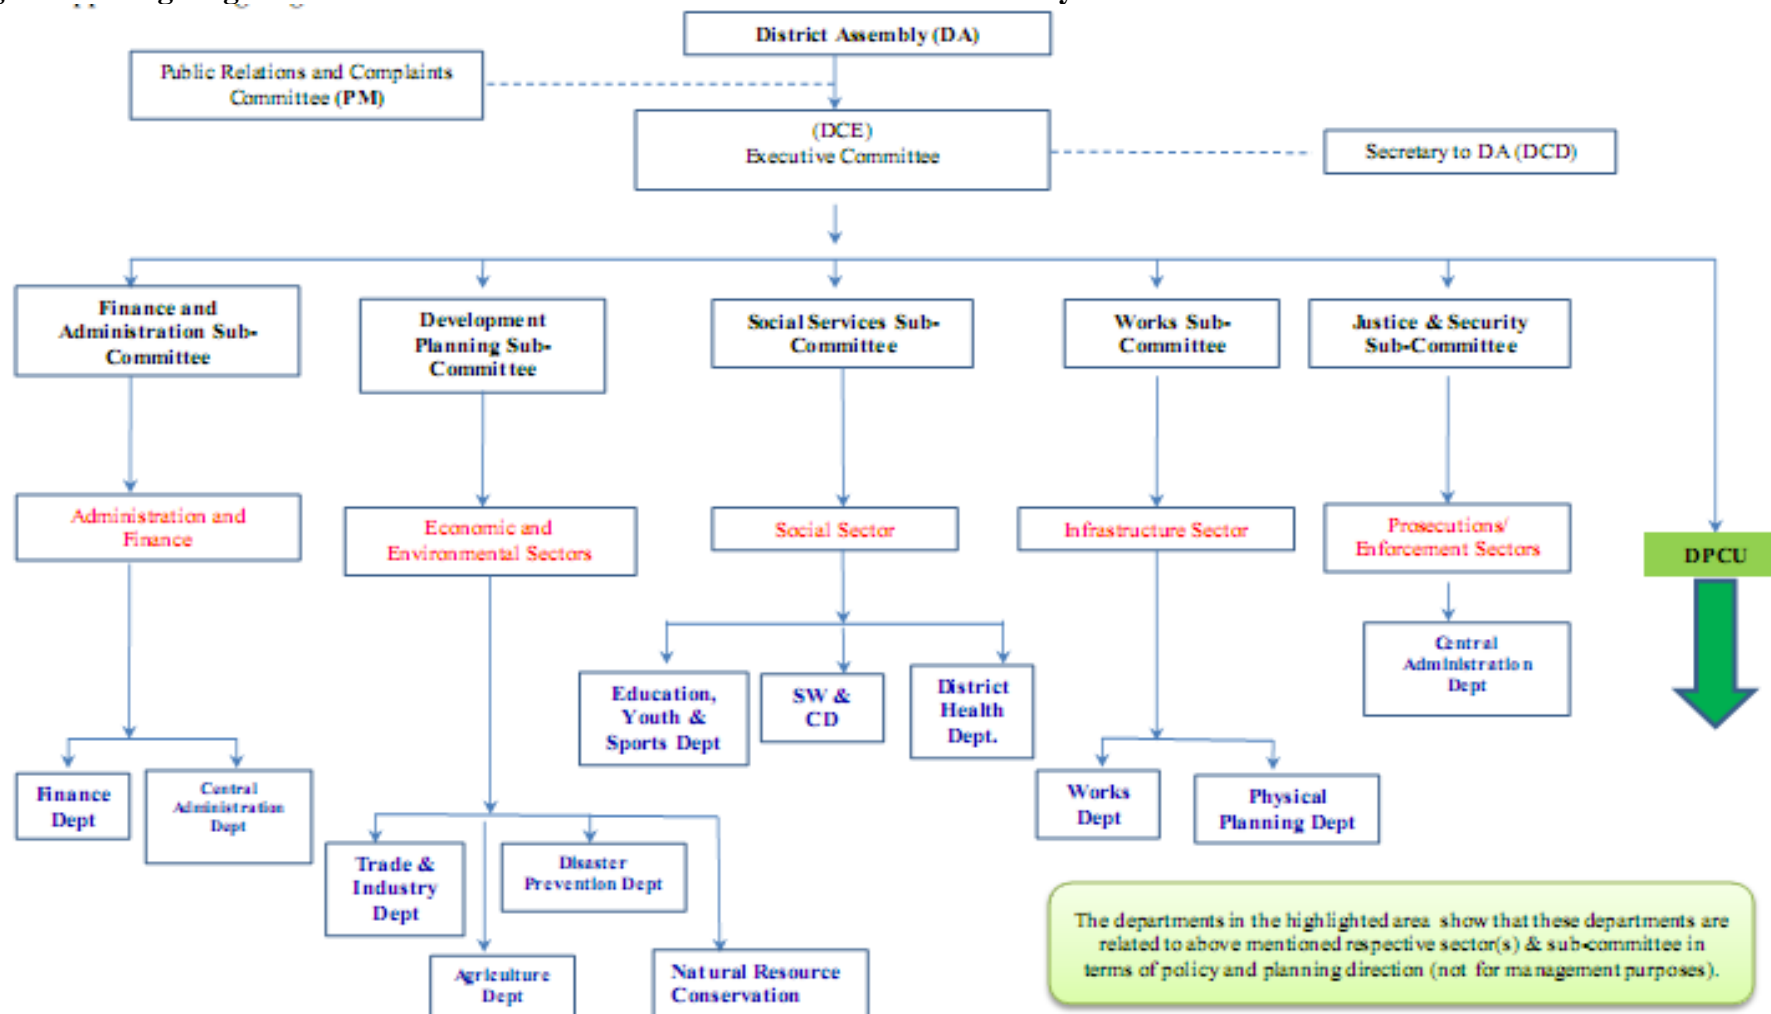 District Assembly (DA)
Public Relations and Complaints
Committee (PM)
(DCE)
Executive Committee
Secretary to DA (DCD)
Finance and
Administration Sub-
Committee
Development
Planning Sub-
Committee
Social Services Sub-
Committee
Works Sub-
Committee
Justice & Security
Sub-Committee
Administration and
Finance
Economic and
Environmental Sectors
Social Sector
Infrastructure Sector
Prosecutions/
Enforcement Sectors
DPCU
Education,
Youth &
Sports Dept
SW &
CD
District
Health
Dept.
Central
Administration
Dept
Finance
Dept
Central
Administration
Dept
Works
Dept
Physical
Planning Dept
Trade &
Industry
Dept
Disaster
Prevention Dept
Agriculture
Dept
Natural Resource
Conservation
The departments in the highlighted area show that these departments are
related to above mentioned respective sector(s) & sub-committee in
terms of policy and planning direction (not for management purposes).